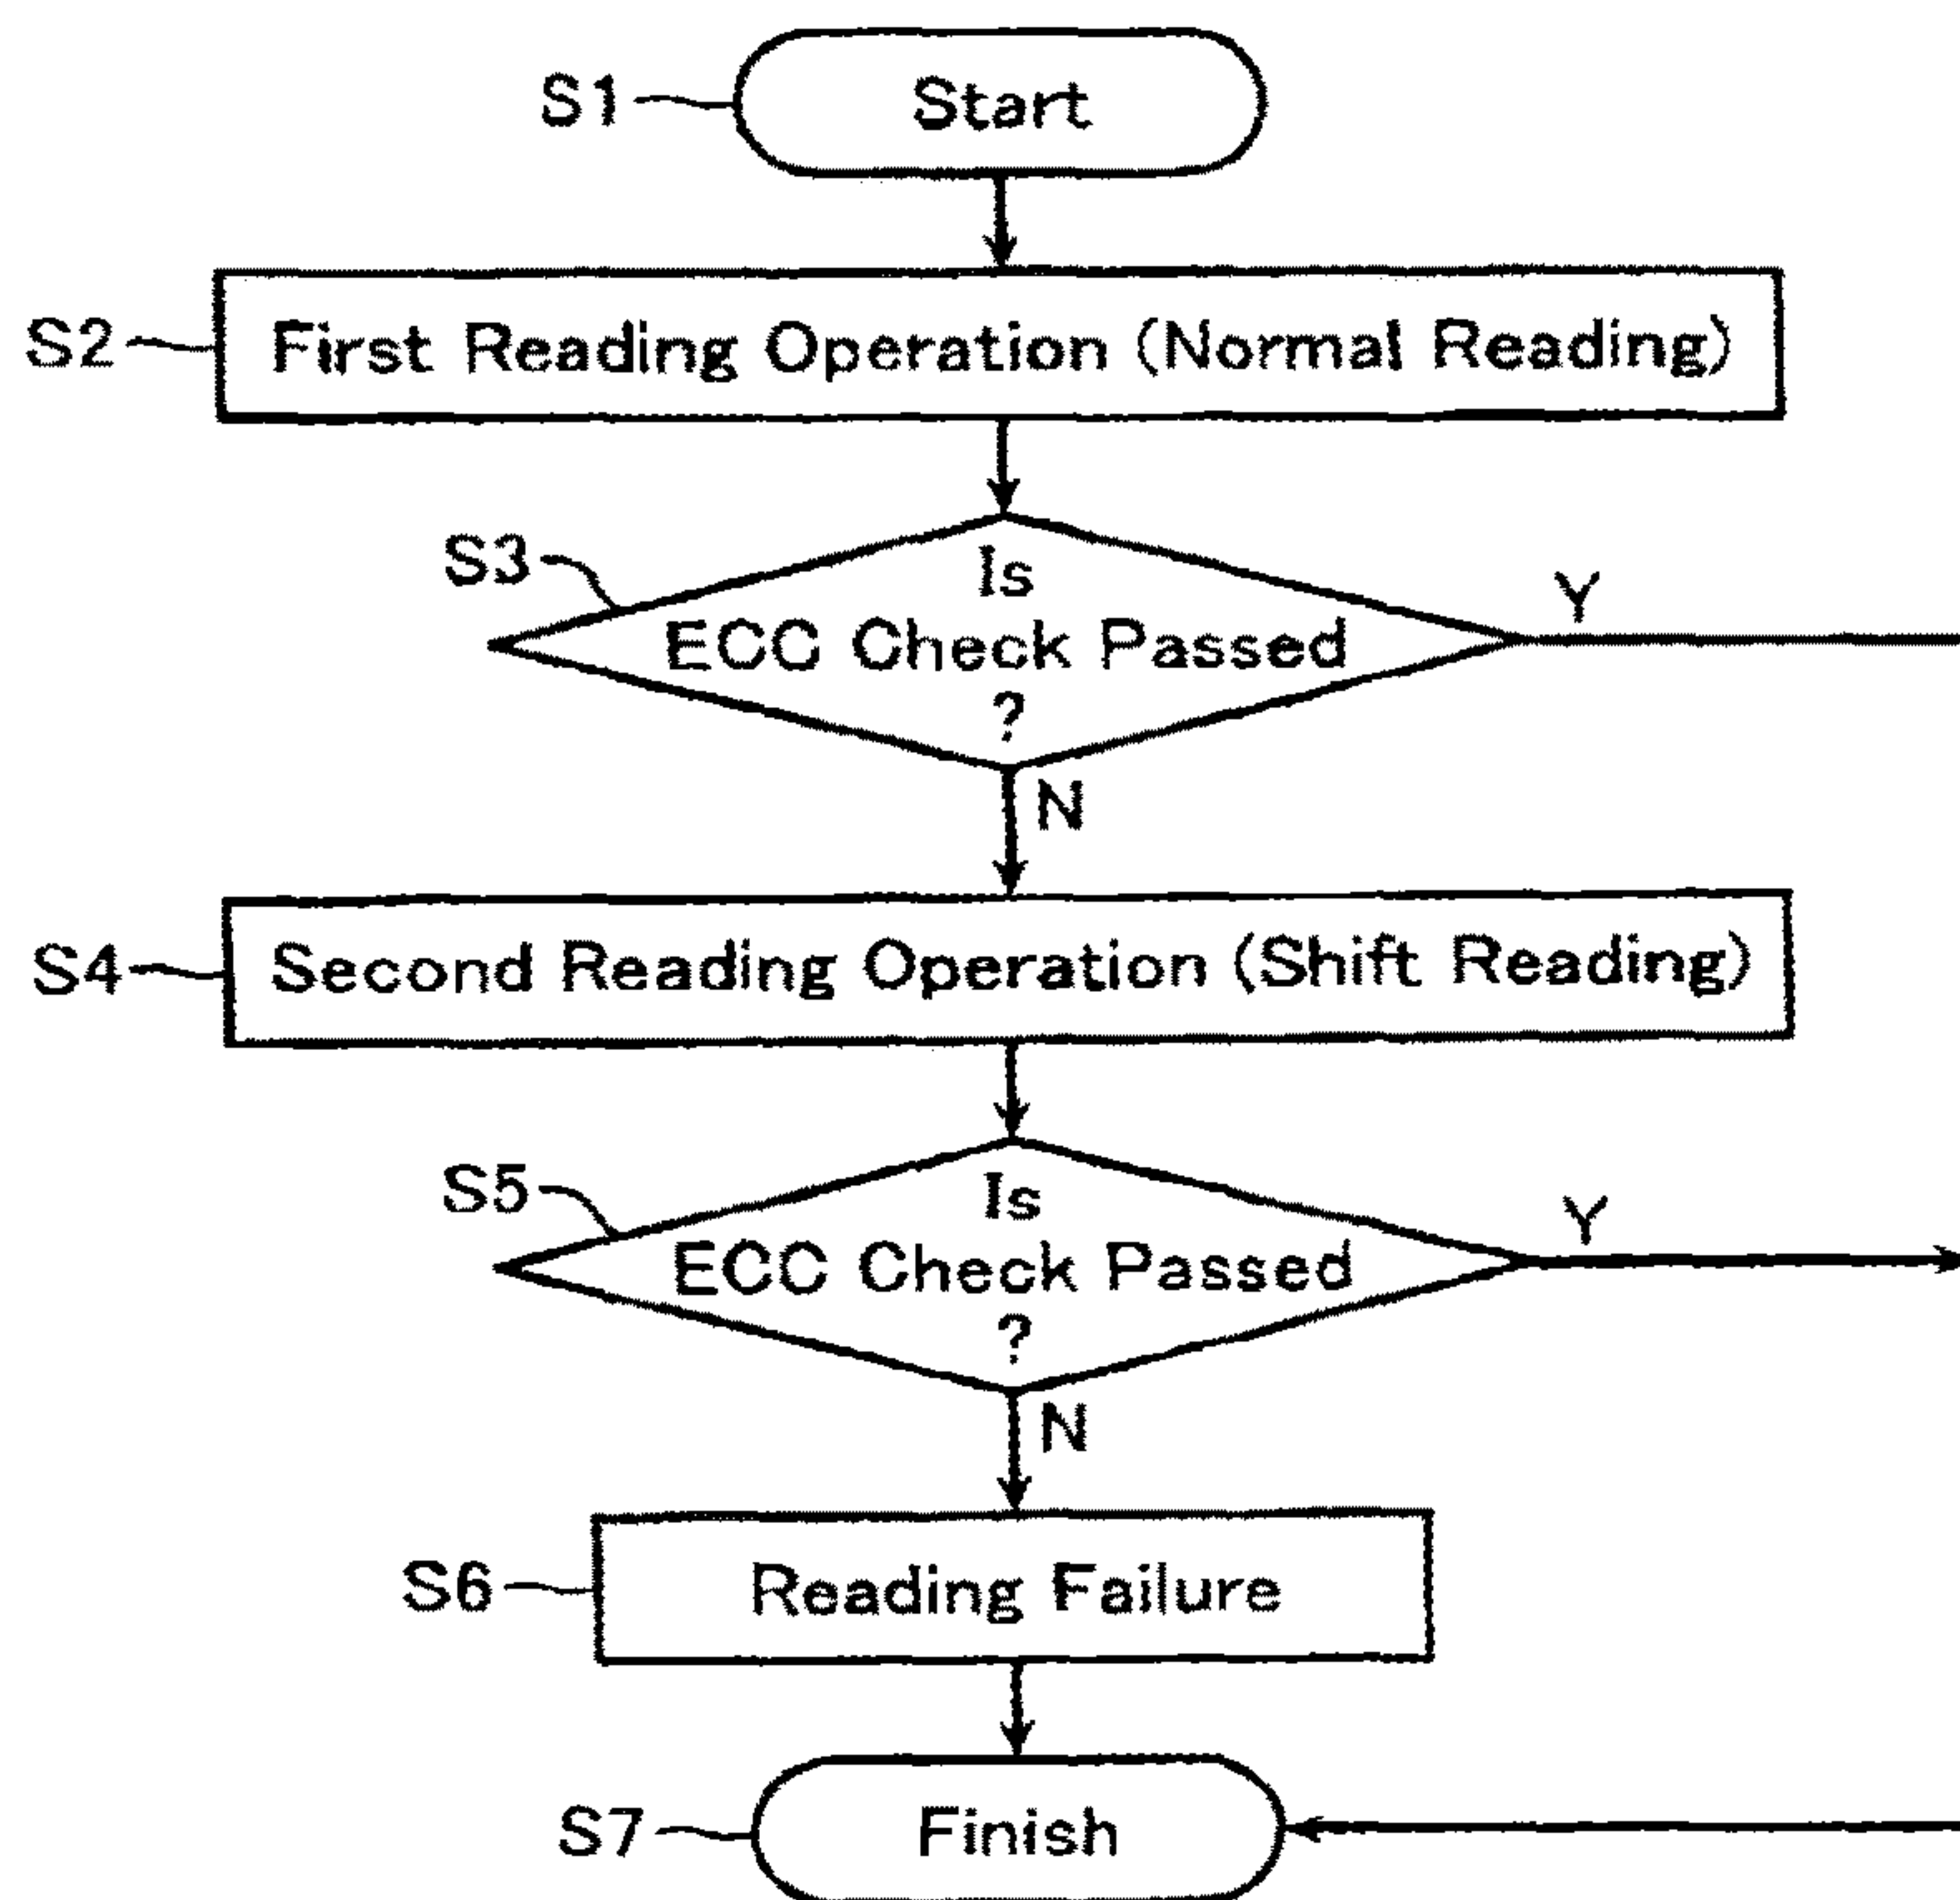 S1
Start
S2
First Reading Operation (Normal Reading)
S3
Is
ECC Check Passed
?
Y
N
S4
Second Reading Operation (Shift Reading)
S5
Is
ECC Check Passed
?
Y
N
S6
Reading Failure
S7
Finish